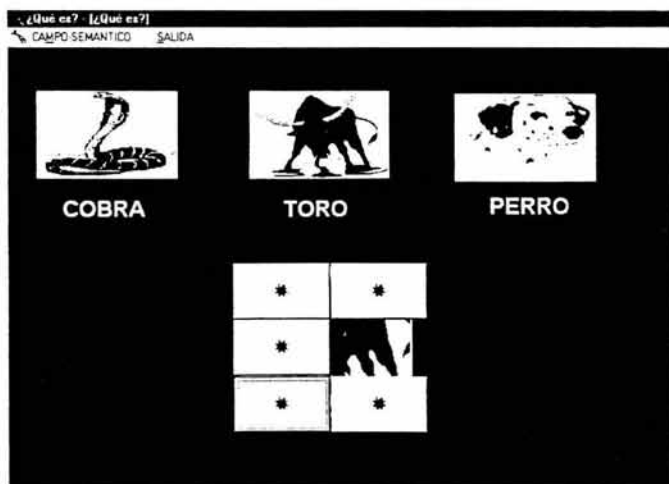 ¿Qué es? - [¿Qué es?]
CAMPO SEMANTICO SALIDA
COBRA TORO PERRO